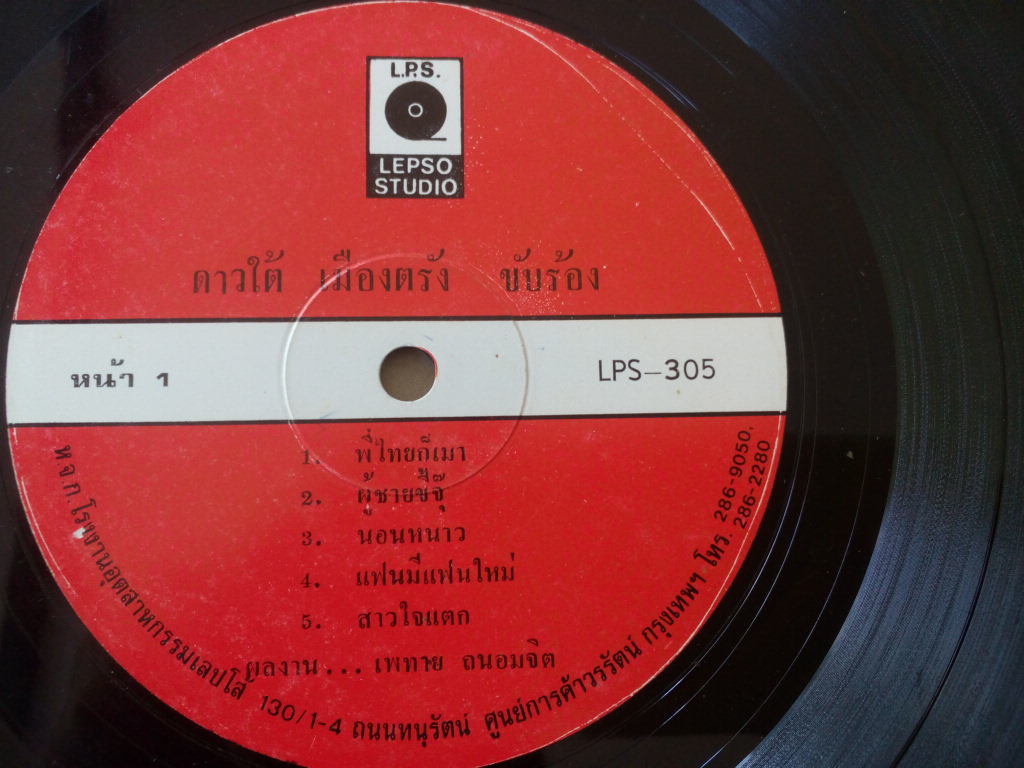 L.P.S.
LEPSO
STUDIO
ดาวใต้ เมืองตรัง ขับร้อง
หน้า 1
LPS-305
1. พี่ไทยก็เมา
2. ผู้ชายขี้จุ๊
3. นอนหนาว
4. แฟนมีแฟนใหม่
5. สาวใจแตก
ผลงาน... เพทาย ถนอมจิต
ห.จ.ก.โรงงานอุตสาหกรรมเลบโส้ 130/1-4 ถนนทนุรัตน์ ศูนย์การค้าวรรัตน์ กรุงเทพฯ โทร. 286-9050,
286-2280